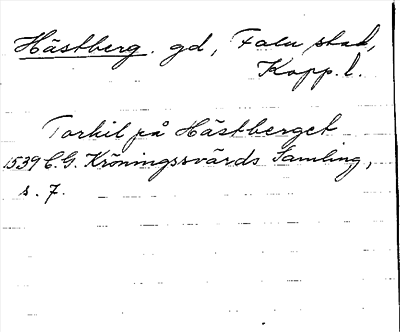 Hästberg. gd, Falu stad,
Kopp. l.
Torkil på Hästberget
1539 C.G. Kröningssvärds Samling,
s. 7.